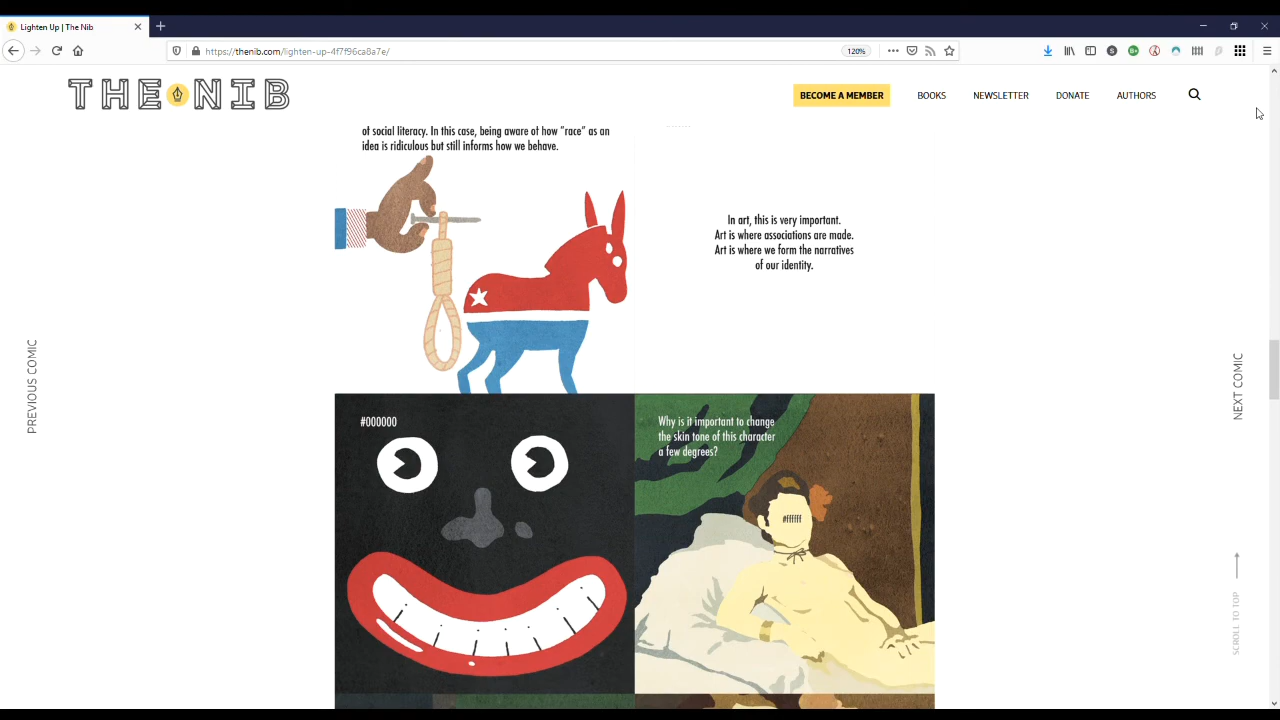 Lighten Up | The Nib
https://thenib.com/lighten-up-4f7f96ca8a7e/
120%
THE NIB
BECOME A MEMBER
BOOKS
NEWSLETTER
DONATE
AUTHORS
of social literacy. In this case, being aware of how "race" as an
idea is ridiculous but still informs how we behave.
In art, this is very important.
Art is where associations are made.
Art is where we form the narratives
of our identity.
PREVIOUS COMIC
NEXT COMIC
#000000
Why is it important to change
the skin tone of this character
a few degrees?
#ffffff
SCROLL TO TOP